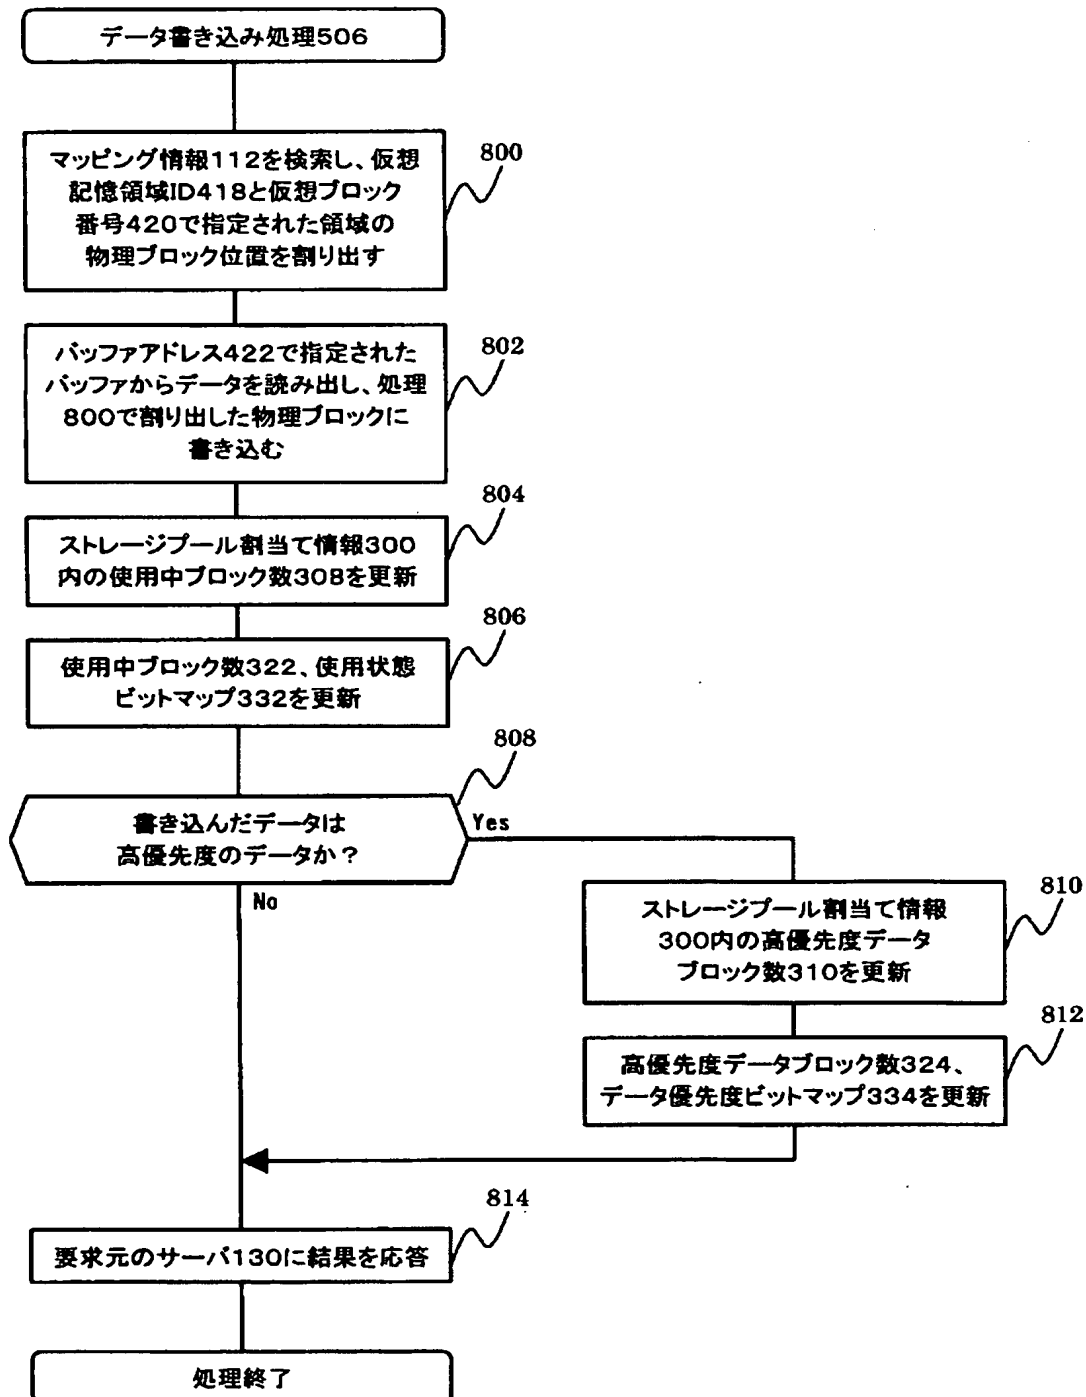 データ書き込み処理506
800
マッピング情報112を検索し、仮想
記憶領域ID418と仮想ブロック
番号420で指定された領域の
物理ブロック位置を割り出す
802
バッファアドレス422で指定された
バッファからデータを読み出し、処理
800で割り出した物理ブロックに
書き込む
804
ストレージプール割当て情報300
内の使用中ブロック数308を更新
806
使用中ブロック数322、使用状態
ビットマップ332を更新
808
書き込んだデータは
高優先度のデータか?
Yes
No
810
ストレージプール割当て情報
300内の高優先度データ
ブロック数310を更新
812
高優先度データブロック数324、
データ優先度ビットマップ334を更新
814
要求元のサーバ130に結果を応答
処理終了